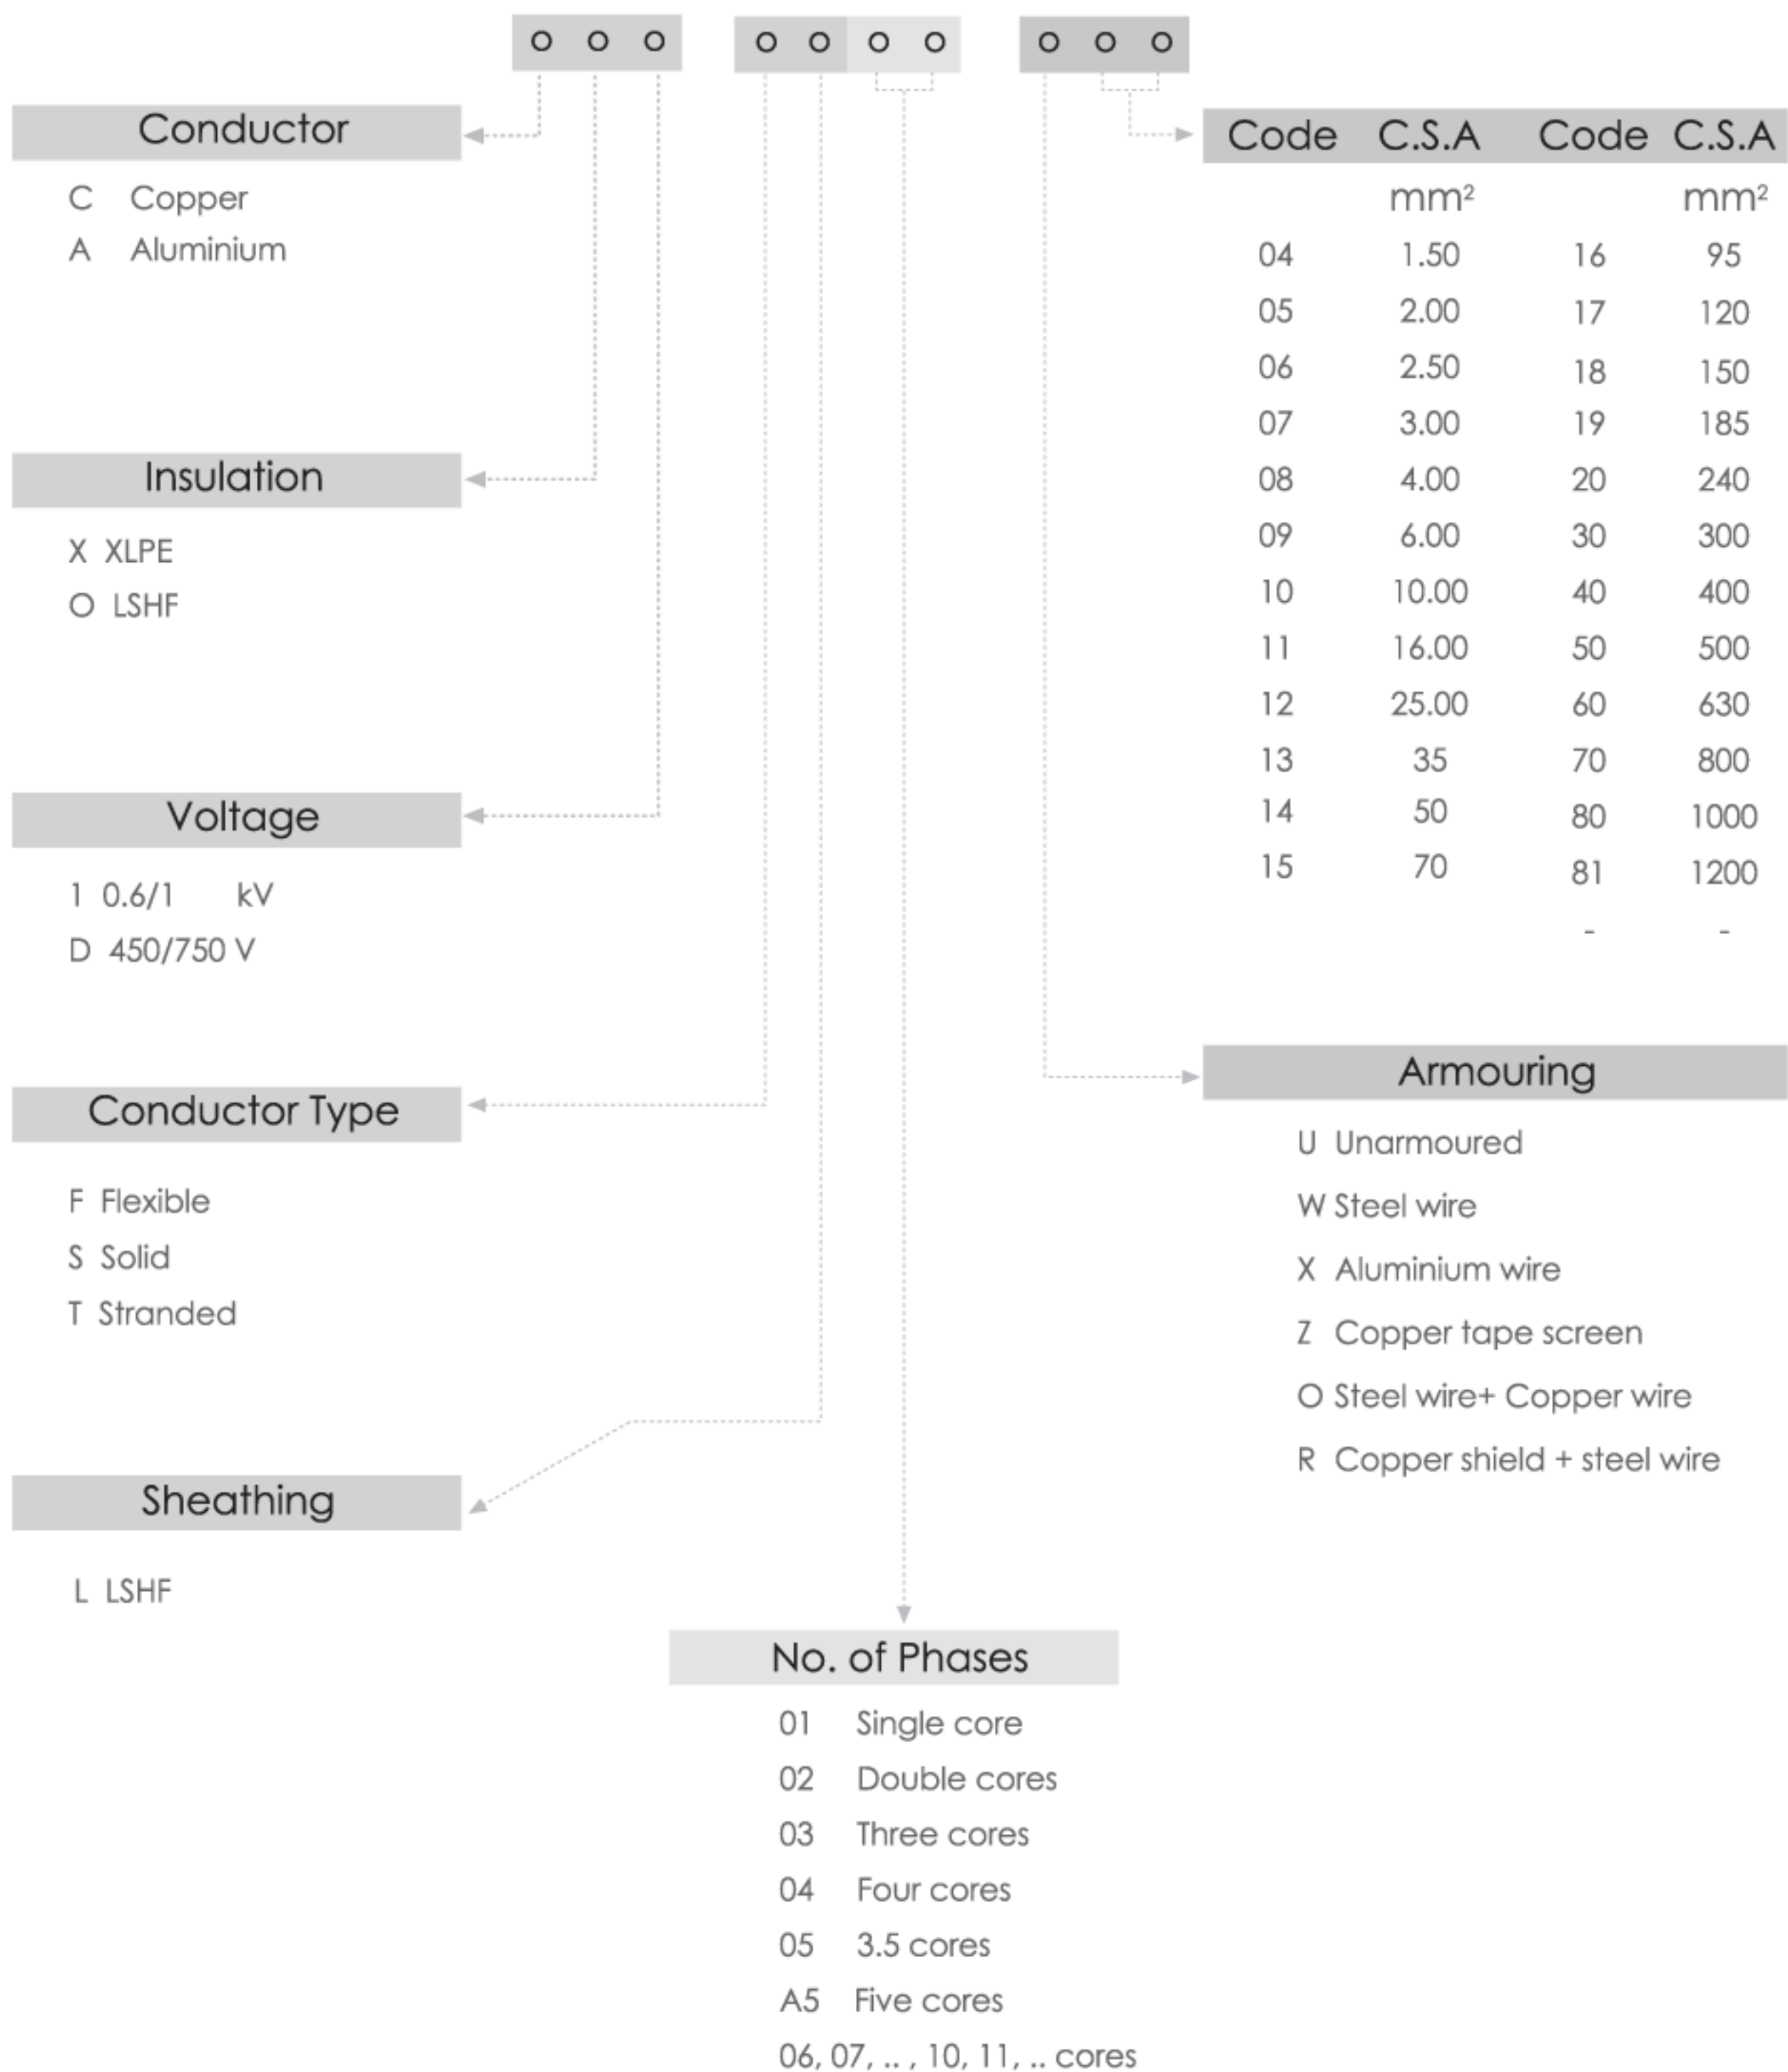 O O O O O O O O O O
Conductor
C Copper
A Aluminium
Insulation
X XLPE
O LSHF
Voltage
1 0.6/1 kV
D 450/750 V
Conductor Type
F Flexible
S Solid
T Stranded
Sheathing
L LSHF
No. of Phases
01 Single core
02 Double cores
03 Three cores
04 Four cores
05 3.5 cores
A5 Five cores
06, 07, .. , 10, 11, .. cores
Code C.S.A Code C.S.A
mm² mm²
04 1.50 16 95
05 2.00 17 120
06 2.50 18 150
07 3.00 19 185
08 4.00 20 240
09 6.00 30 300
10 10.00 40 400
11 16.00 50 500
12 25.00 60 630
13 35 70 800
14 50 80 1000
15 70 81 1200
- -
Armouring
U Unarmoured
W Steel wire
X Aluminium wire
Z Copper tape screen
O Steel wire+ Copper wire
R Copper shield + steel wire